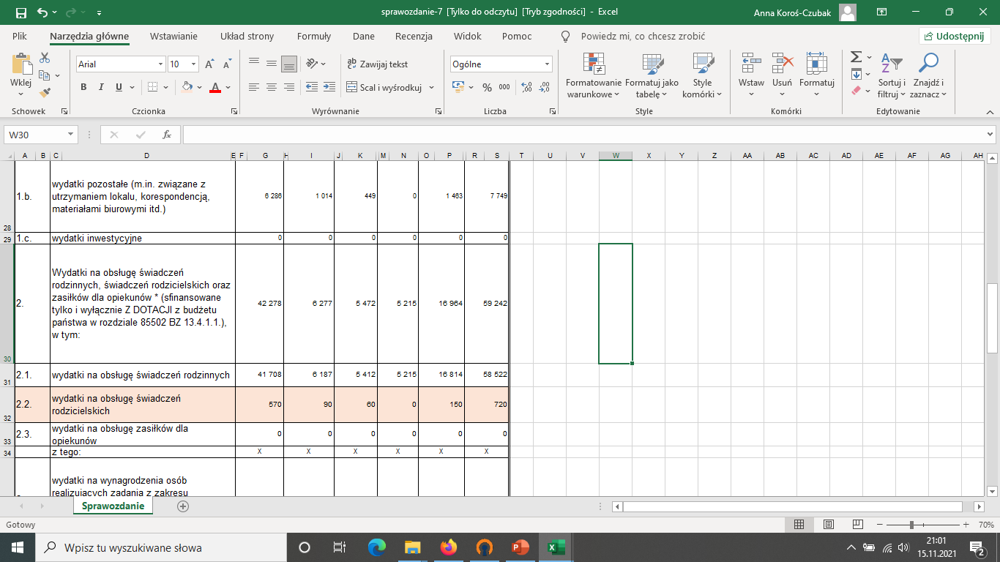 sprawozdanie-7 [Tylko do odczytu] [Tryb zgodności] - Excel
Anna Koroś-Czubak
Plik Narzędzia główne Wstawianie Układ strony Formuły Dane Recenzja Widok Pomoc Powiedz mi, co chcesz zrobić Udostępnij
Wklej
Arial 10
Zawijaj tekst
Ogólne
B I U A
Scal i wyśrodkuj
% 000
Formatowanie warunkowe
Formatuj jako tabelę
Style komórki
Wstaw Usuń Formatuj
Sortuj i filtruj
Znajdź i zaznacz
Schowek Czcionka Wyrównanie Liczba Style Komórki Edytowanie
W30 fx
A B C D E F G H I J K M N O P R S T U V W X Y Z AA AB AC AD AE AF AG AH
wydatki pozostałe (m.in. związane z
1.b. utrzymaniem lokalu, korespondencją, 6 286 1 014 449 0 1 463 7 749
materiałami biurowymi itd.)
28
29 1.c. wydatki inwestycyjne 0 0 0 0 0 0
Wydatki na obsługę świadczeń
rodzinnych, świadczeń rodzicielskich oraz
zasiłków dla opiekunów * (sfinansowane
2. tylko i wyłącznie Z DOTACJI z budżetu 42 278 6 277 5 472 5 215 16 964 59 242
państwa w rozdziale 85502 BZ 13.4.1.1.),
w tym:
30
31 2.1. wydatki na obsługę świadczeń rodzinnych 41 708 6 187 5 412 5 215 16 814 58 522
wydatki na obsługę świadczeń
2.2. rodzicielskich 570 90 60 0 150 720
32
wydatki na obsługę zasiłków dla
33 2.3. opiekunów 0 0 0 0 0 0
34 z tego: X X X X X X
wydatki na wynagrodzenia osób
realizujących zadania z zakresu
Sprawozdanie
Gotowy
70%
Wpisz tu wyszukiwane słowa
21:01
15.11.2021
2